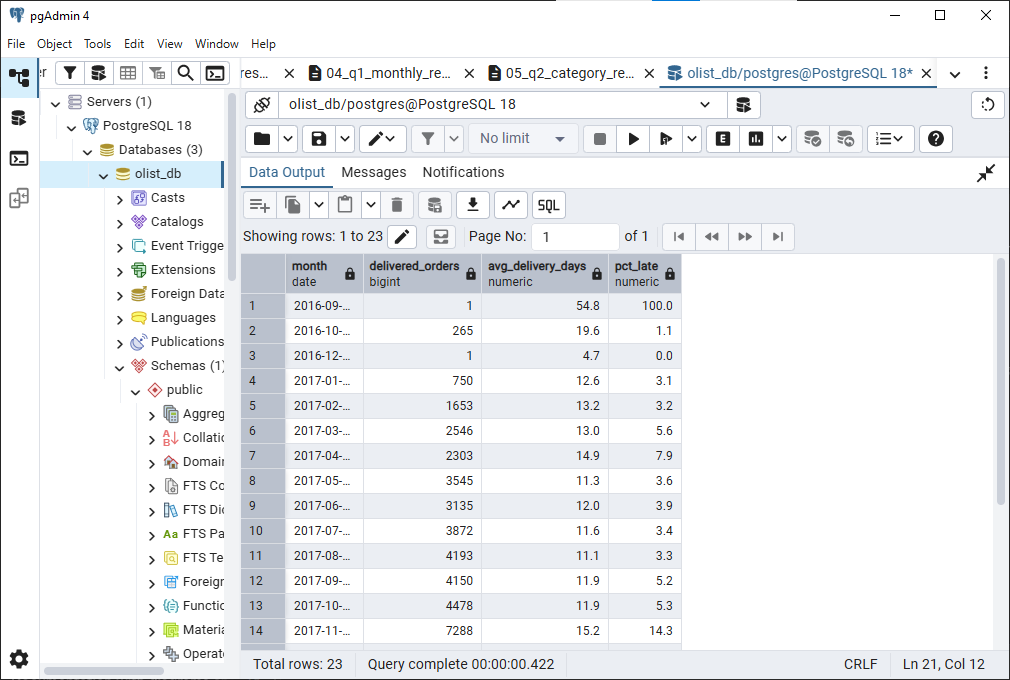 pgAdmin 4
File Object Tools Edit View Window Help
er
res... 04_q1_monthly_re... 05_q2_category_re... olist_db/postgres@PostgreSQL 18*
Servers (1)
PostgreSQL 18
Databases (3)
olist_db
Casts
Catalogs
Event Trigge
Extensions
Foreign Data
Languages
Publications
Schemas (1)
public
Aggreg
Collatic
Domain
FTS Co
FTS Dic
FTS Pa
FTS Te
Foreign
Functio
Materia
Operato
olist_db/postgres@PostgreSQL 18
No limit
E
Data Output Messages Notifications
SQL
Showing rows: 1 to 23 Page No: 1 of 1
month delivered_orders avg_delivery_days pct_late
date bigint numeric numeric
1 2016-09-... 1 54.8 100.0
2 2016-10-... 265 19.6 1.1
3 2016-12-... 1 4.7 0.0
4 2017-01-... 750 12.6 3.1
5 2017-02-... 1653 13.2 3.2
6 2017-03-... 2546 13.0 5.6
7 2017-04-... 2303 14.9 7.9
8 2017-05-... 3545 11.3 3.6
9 2017-06-... 3135 12.0 3.9
10 2017-07-... 3872 11.6 3.4
11 2017-08-... 4193 11.1 3.3
12 2017-09-... 4150 11.9 5.2
13 2017-10-... 4478 11.9 5.3
14 2017-11-... 7288 15.2 14.3
Total rows: 23 Query complete 00:00:00.422 CRLF Ln 21, Col 12